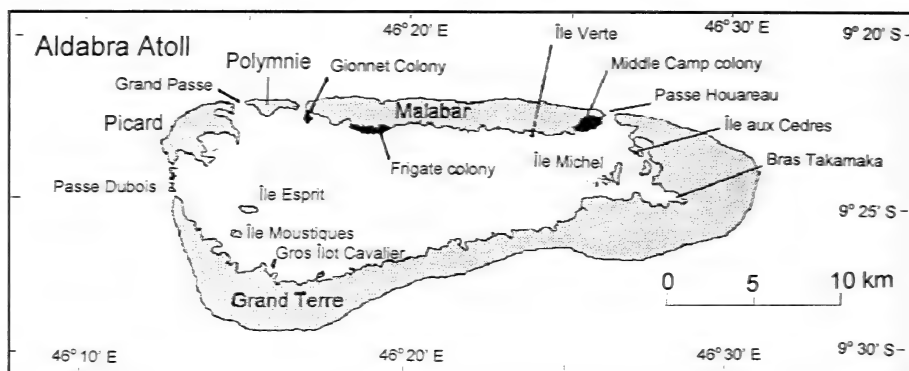 46° 20' E
46° 30' E
Aldabra Atoll
Île Verte
9° 20' S
Polymnie
Gionnet Colony
Middle Camp colony
Grand Passe
Passe Houareau
Picard
Malabar
Île aux Cedres
Frigate colony
Île Michel
Bras Takamaka
Passe Dubois
Île Esprit
9° 25' S
Île Moustiques
Gros Îlot Cavalier
0 5 10 km
Grand Terre
46° 10' E
46° 20' E
46° 30' E
9° 30' S